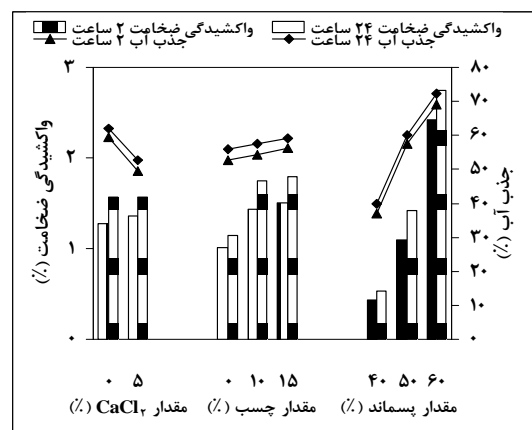 واکشیدگی ضخامت ۲ ساعت واکشیدگی ضخامت ۲۴ ساعت
جذب آب ۲ ساعت جذب آب ۲۴ ساعت
واکشیدگی ضخامت (٪)
۳
۲
۱
۰
جذب آب (٪)
۸۰
۷۰
۶۰
۵۰
۴۰
۳۰
۲۰
۱۰
۰
۰ ۵ ۰ ۱۰ ۱۵ ۴۰ ۵۰ ۶۰
مقدار CaCl۲ (٪) مقدار چسب (٪) مقدار پسماند (٪)